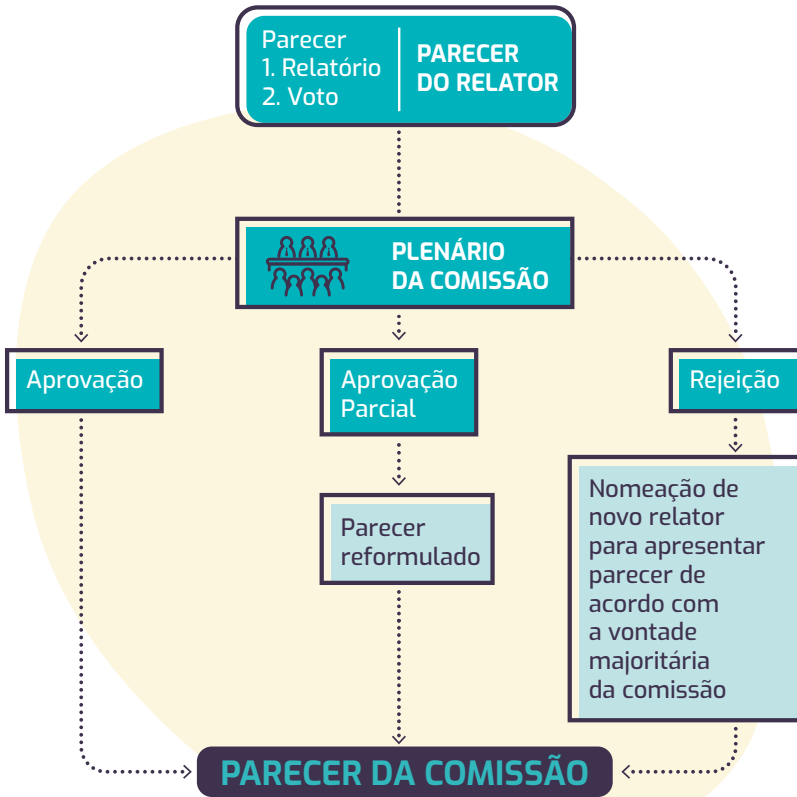 Parecer
1. Relatório
2. Voto
PARECER
DO RELATOR
PLENÁRIO
DA COMISSÃO
Aprovação
Aprovação
Parcial
Rejeição
Parecer
reformulado
Nomeação de
novo relator
para apresentar
parecer de
acordo com
a vontade
majoritária
da comissão
PARECER DA COMISSÃO